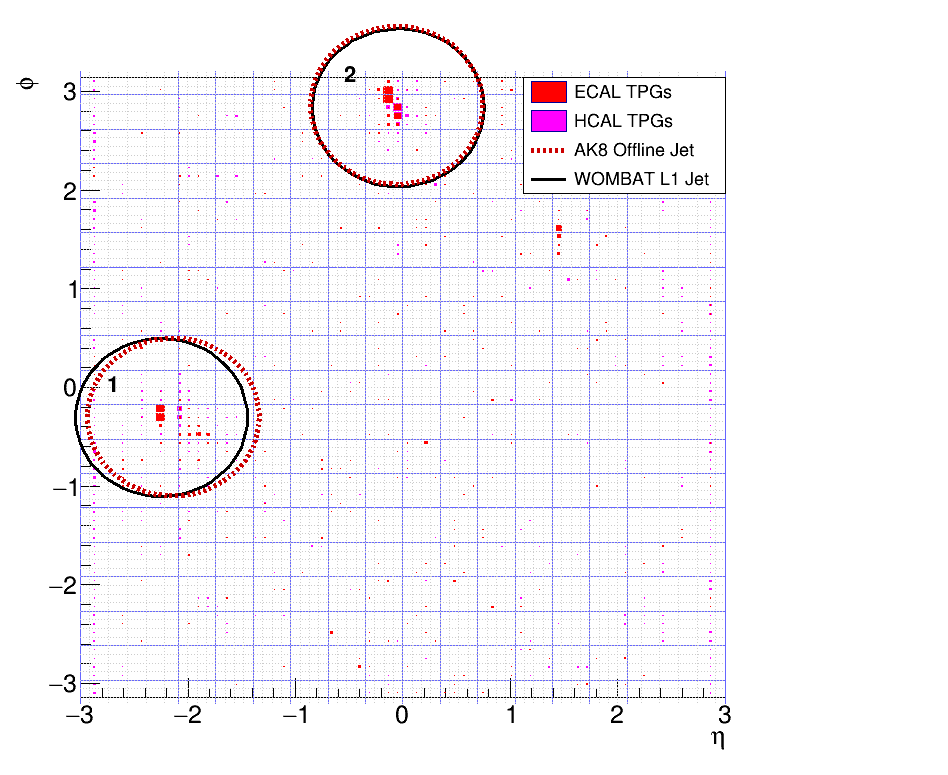 φ
2
3
ECAL TPGs
HCAL TPGs
AK8 Offline Jet
WOMBAT L1 Jet
2
1
0
1
−1
−2
−3
−3 −2 −1 0 1 2 3
η